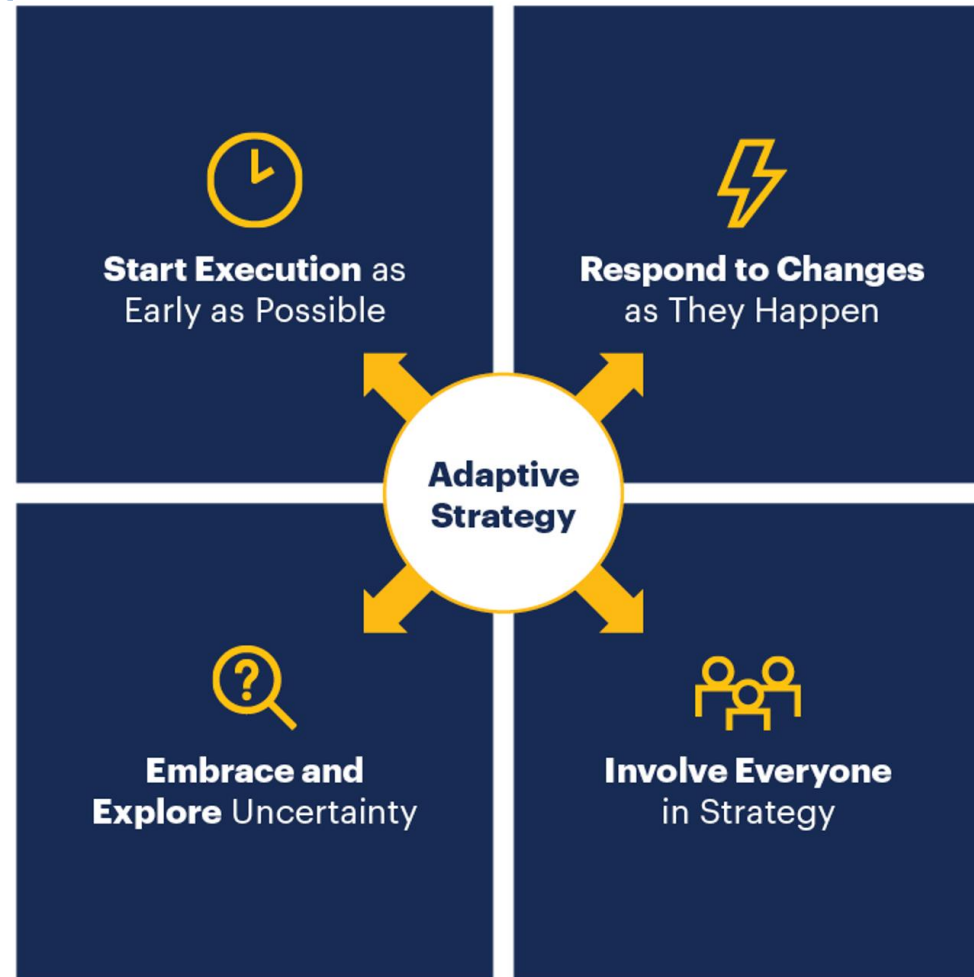 Start Execution as
Early as Possible
Respond to Changes
as They Happen
Adaptive
Strategy
?
Embrace and
Explore Uncertainty
Involve Everyone
in Strategy